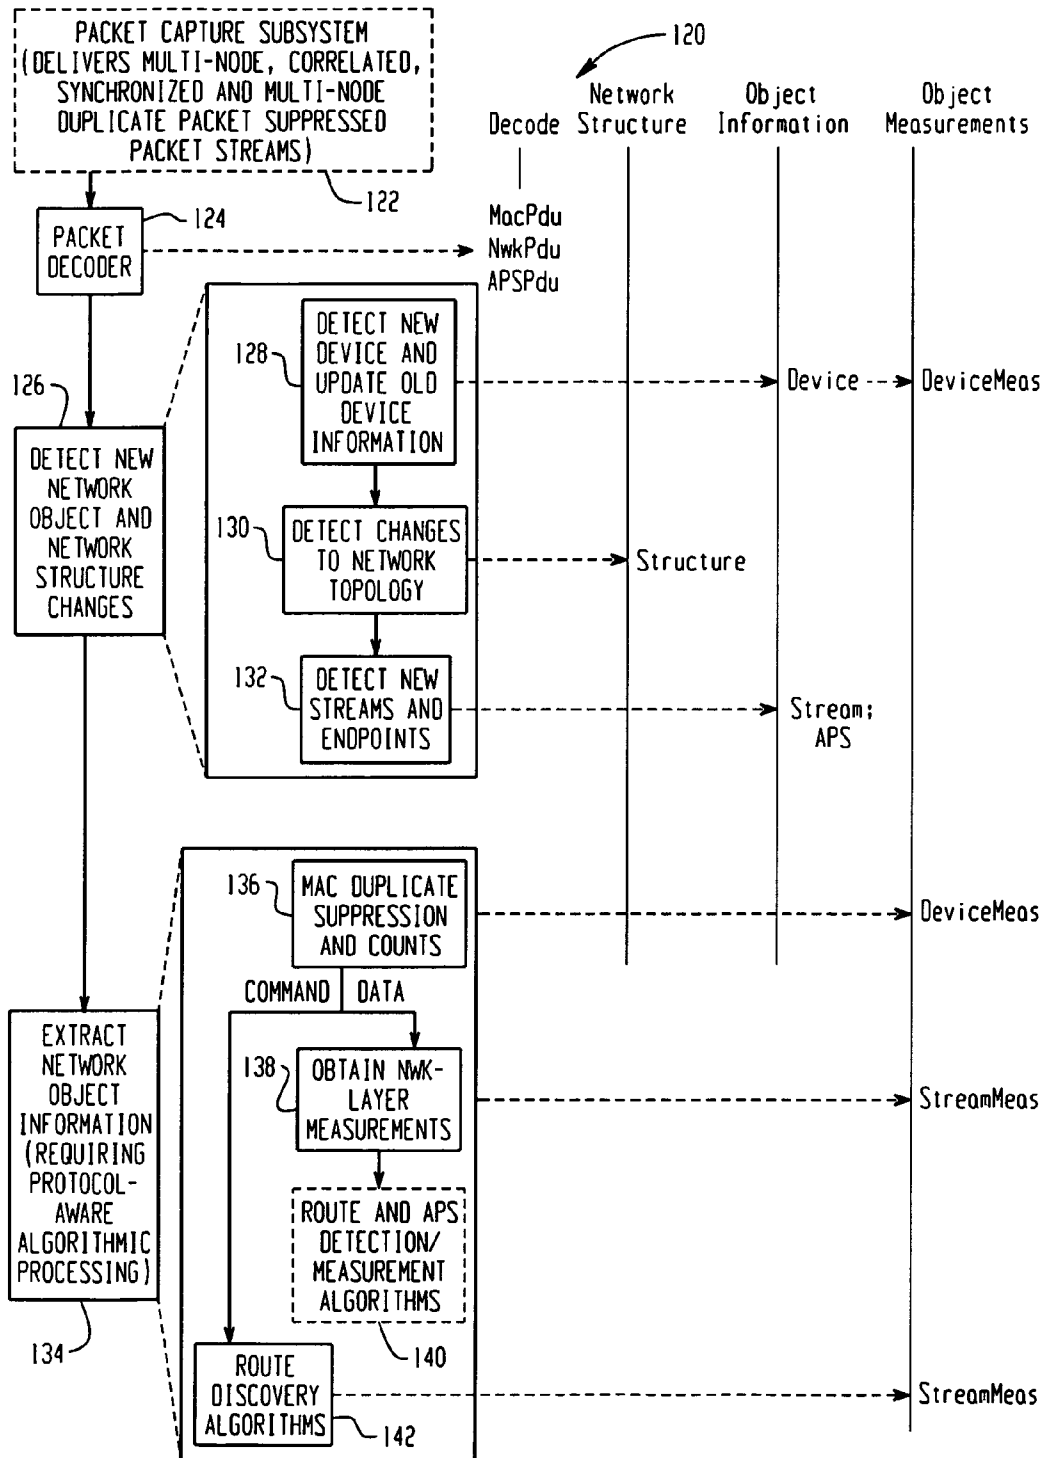 PACKET CAPTURE SUBSYSTEM
(DELIVERS MULTI-NODE, CORRELATED,
SYNCHRONIZED AND MULTI-NODE
DUPLICATE PACKET SUPPRESSED
PACKET STREAMS)
122
120
Decode
Network
Structure
Object
Information
Object
Measurements
124
PACKET
DECODER
MacPdu
NwkPdu
APSPdu
126
DETECT NEW
NETWORK
OBJECT AND
NETWORK
STRUCTURE
CHANGES
128
DETECT NEW
DEVICE AND
UPDATE OLD
DEVICE
INFORMATION
Device
DeviceMeas
130
DETECT CHANGES
TO NETWORK
TOPOLOGY
Structure
132
DETECT NEW
STREAMS AND
ENDPOINTS
Stream;
APS
136
MAC DUPLICATE
SUPPRESSION
AND COUNTS
DeviceMeas
COMMAND
DATA
EXTRACT
NETWORK
OBJECT
INFORMATION
(REQUIRING
PROTOCOL-
AWARE
ALGORITHMIC
PROCESSING)
134
138
OBTAIN NWK-
LAYER
MEASUREMENTS
StreamMeas
ROUTE AND APS
DETECTION/
MEASUREMENT
ALGORITHMS
140
ROUTE
DISCOVERY
ALGORITHMS
142
StreamMeas